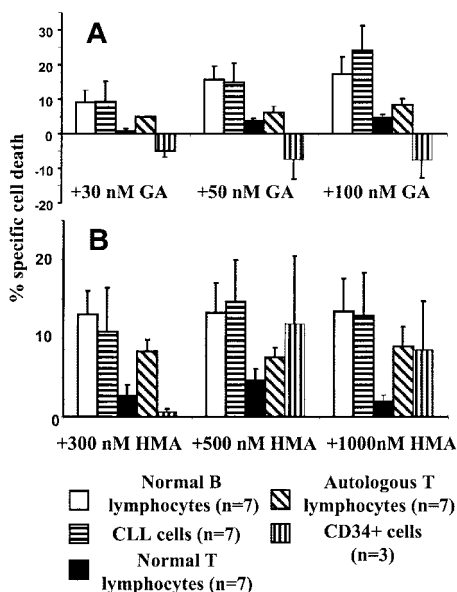 A
% specific cell death
30
20
10
0
-10
-20
+30 nM GA +50 nM GA +100 nM GA
B
20
10
0
+300 nM HMA +500 nM HMA +1000nM HMA
Normal B
lymphocytes (n=7)
CLL cells (n=7)
Normal T
lymphocytes (n=7)
Autologous T
lymphocytes (n=7)
CD34+ cells
(n=3)